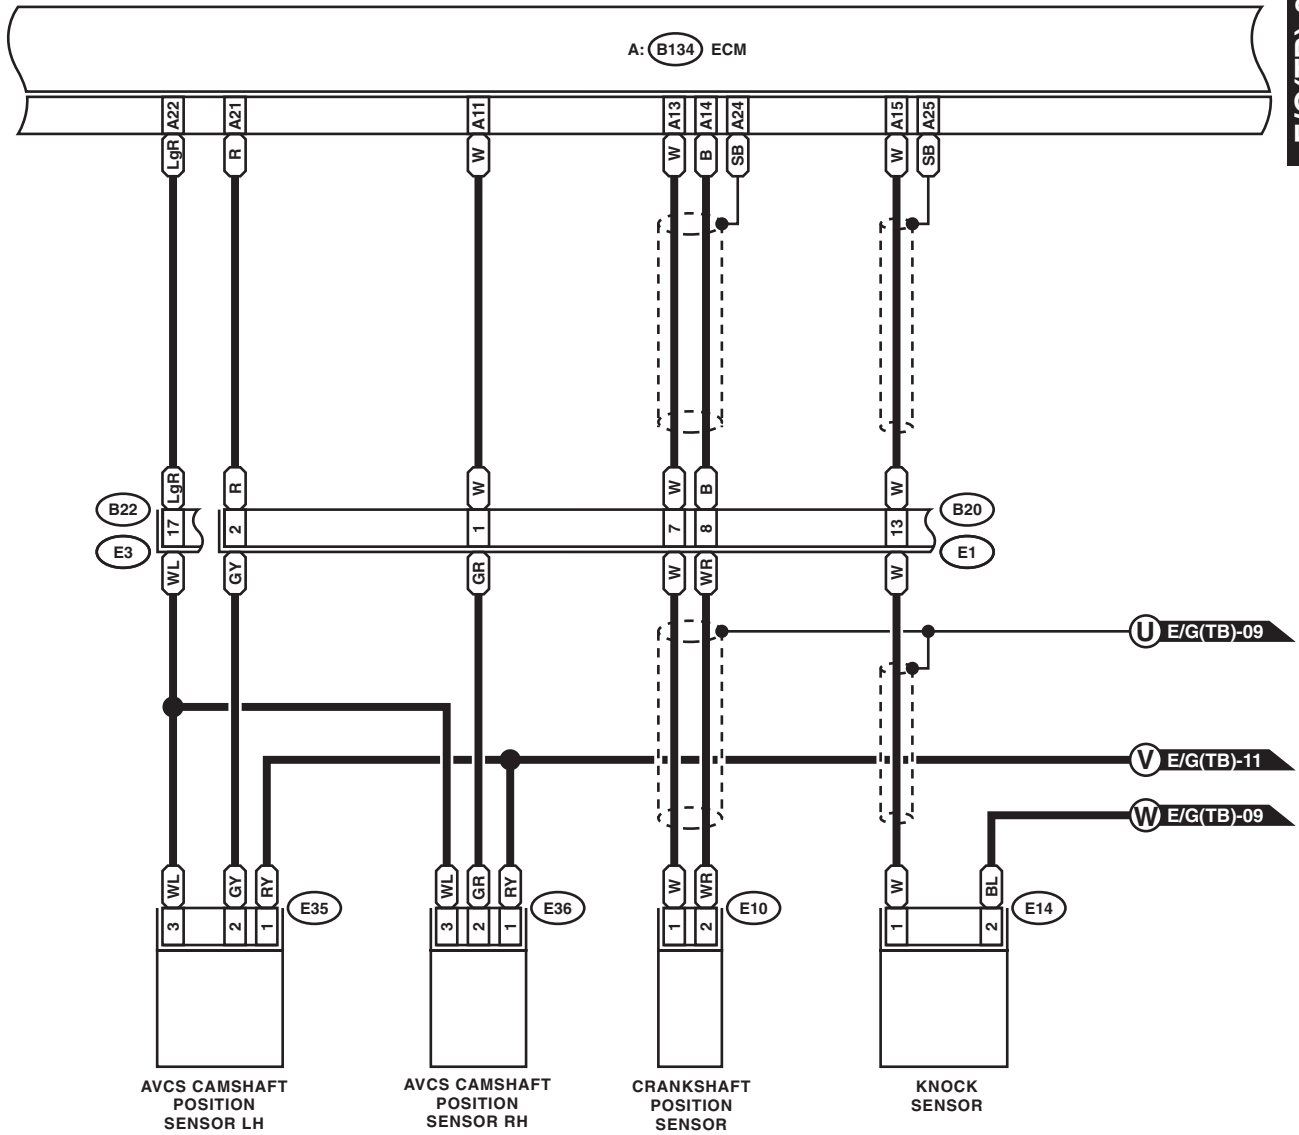 A: B134 ECM
A22 A21 A11 A13 A14 A24 A15 A25
LgR R W W B SB W SB
LgR R W W B W
B22 17 2 1 7 8 13 B20
E3 E1
WL GY GR W WR W
U E/G(TB)-09
V E/G(TB)-11
W E/G(TB)-09
WL GY RY WL GR RY W WR W BL
3 2 1 E35 3 2 1 E36 1 2 E10 1 2 E14
AVCS CAMSHAFT
POSITION
SENSOR LH
AVCS CAMSHAFT
POSITION
SENSOR RH
CRANKSHAFT
POSITION
SENSOR
KNOCK
SENSOR